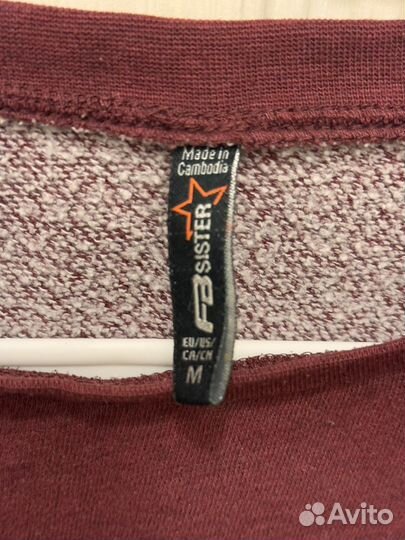 Made in
Cambodia
FB SISTER
EU/US/
CA/CN
M
Avito